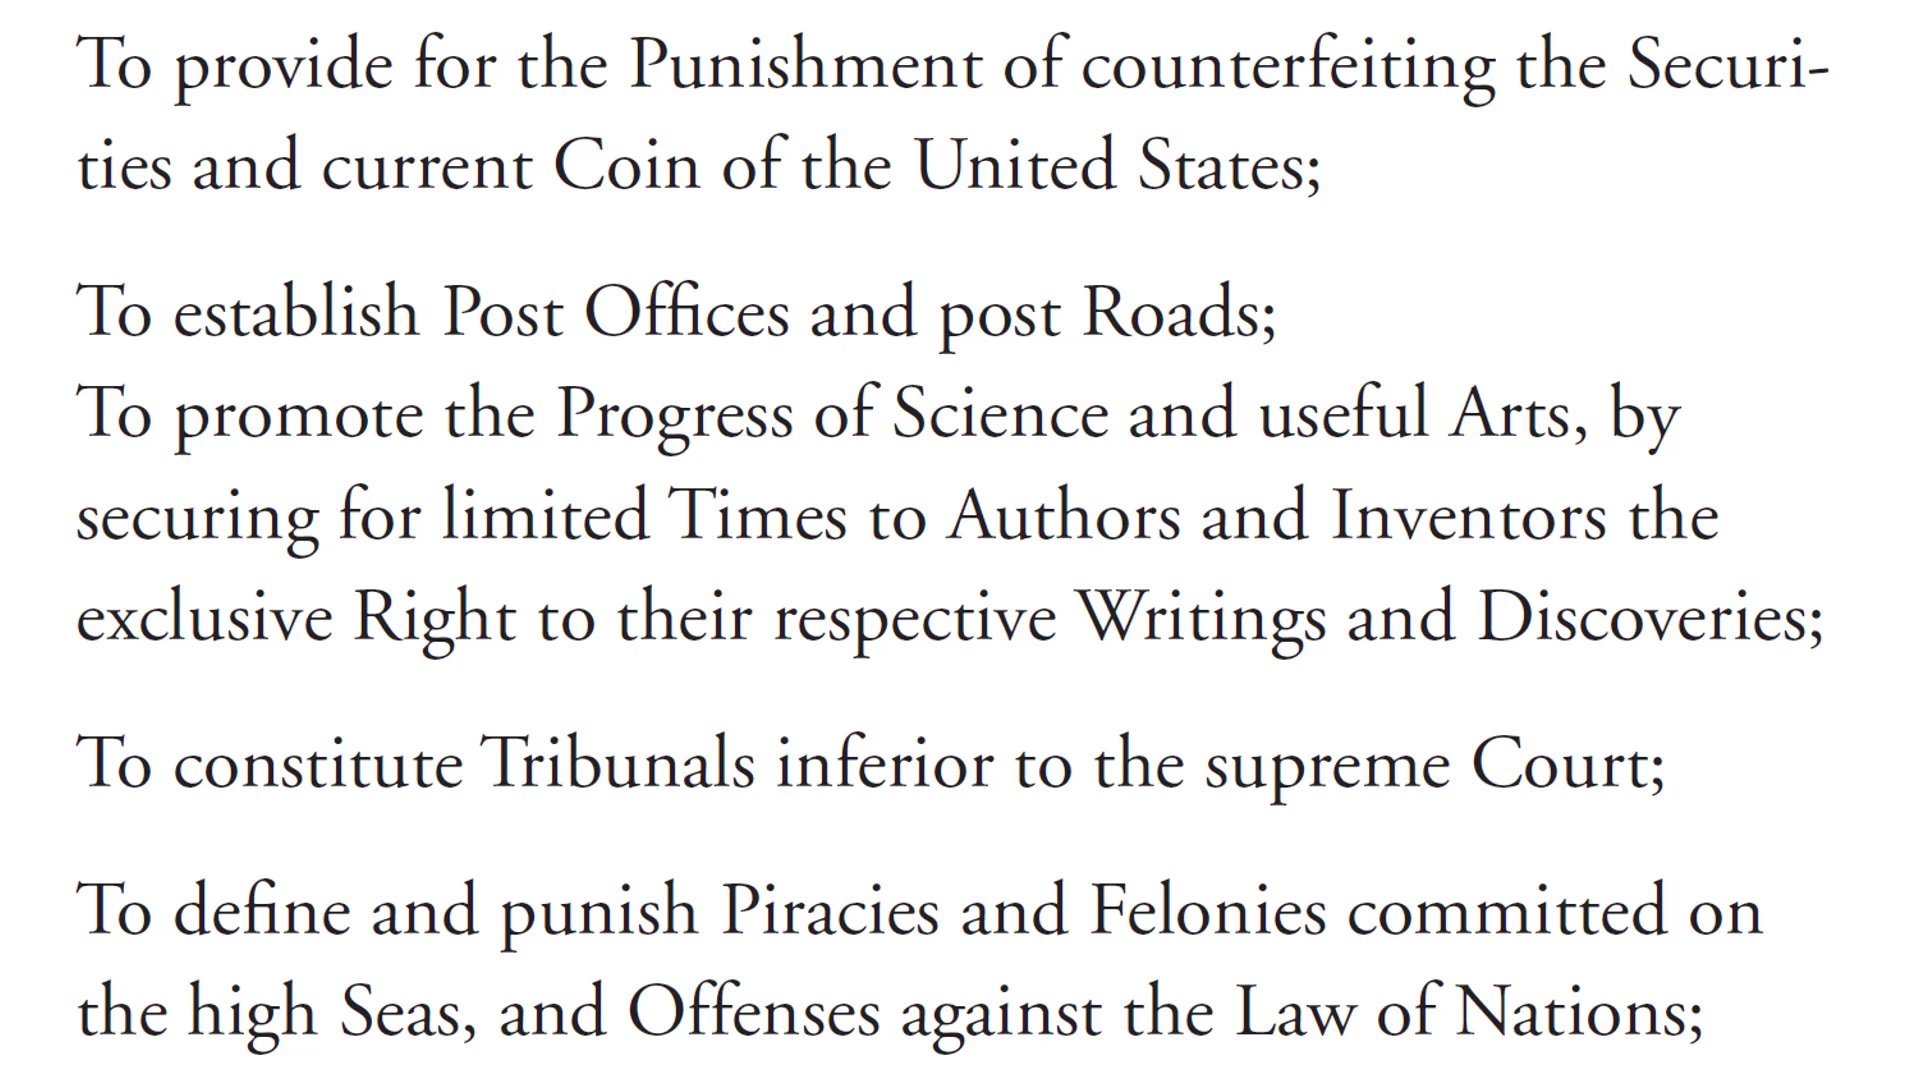 To provide for the Punishment of counterfeiting the Securi-
ties and current Coin of the United States;
To establish Post Offices and post Roads;
To promote the Progress of Science and useful Arts, by
securing for limited Times to Authors and Inventors the
exclusive Right to their respective Writings and Discoveries;
To constitute Tribunals inferior to the supreme Court;
To define and punish Piracies and Felonies committed on
the high Seas, and Offenses against the Law of Nations;